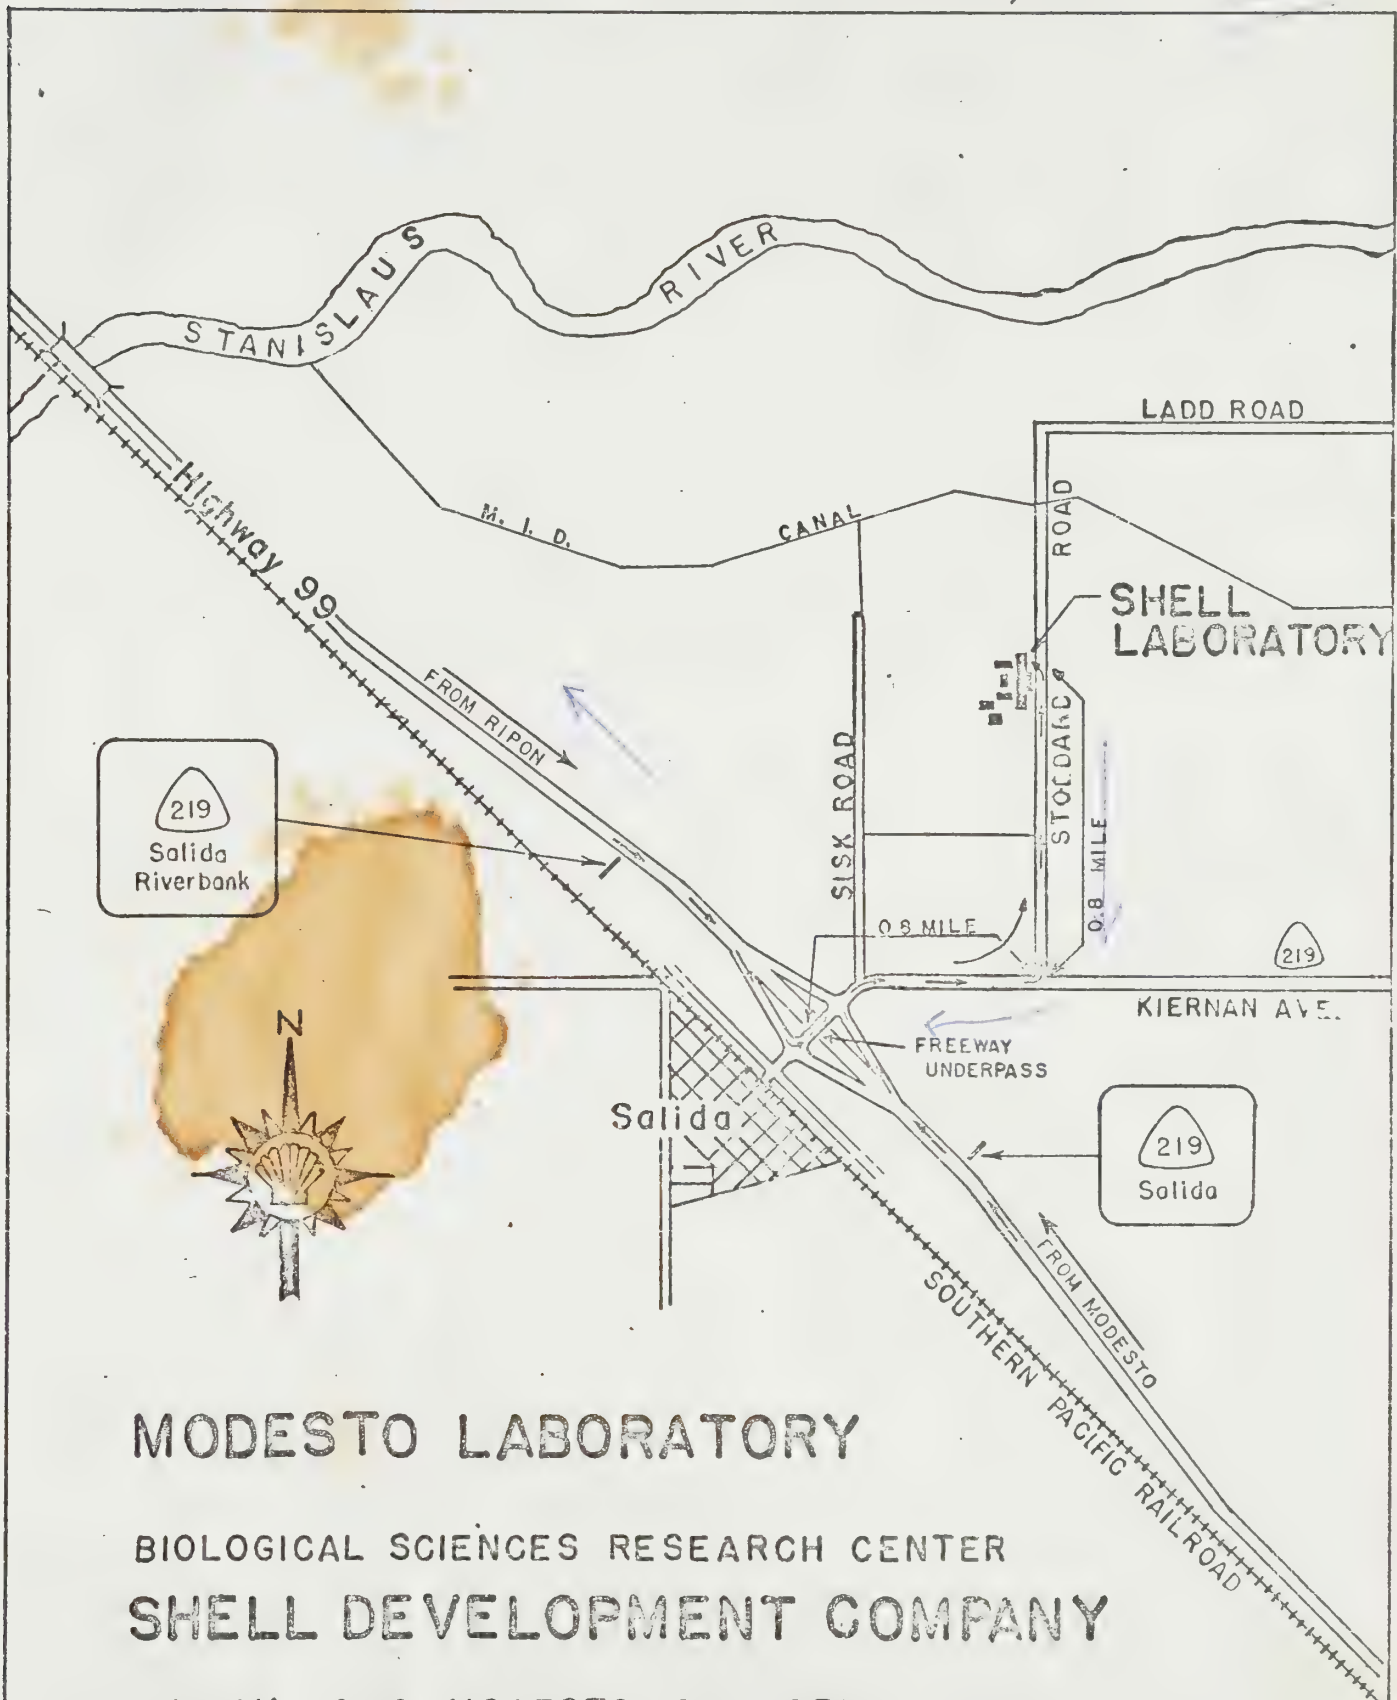 STANISLAUS RIVER
LADD ROAD
Highway 99
M. I. D. CANAL
STODDARD ROAD
SHELL
LABORATORY
FROM RIPON
SISK ROAD
0.8 MILE
219
Salida
Riverbank
0.8 MILE
219
KIERNAN AVE.
N
FREEWAY
UNDERPASS
Salida
219
Salida
FROM MODESTO
SOUTHERN PACIFIC RAILROAD
MODESTO LABORATORY
BIOLOGICAL SCIENCES RESEARCH CENTER
SHELL DEVELOPMENT COMPANY